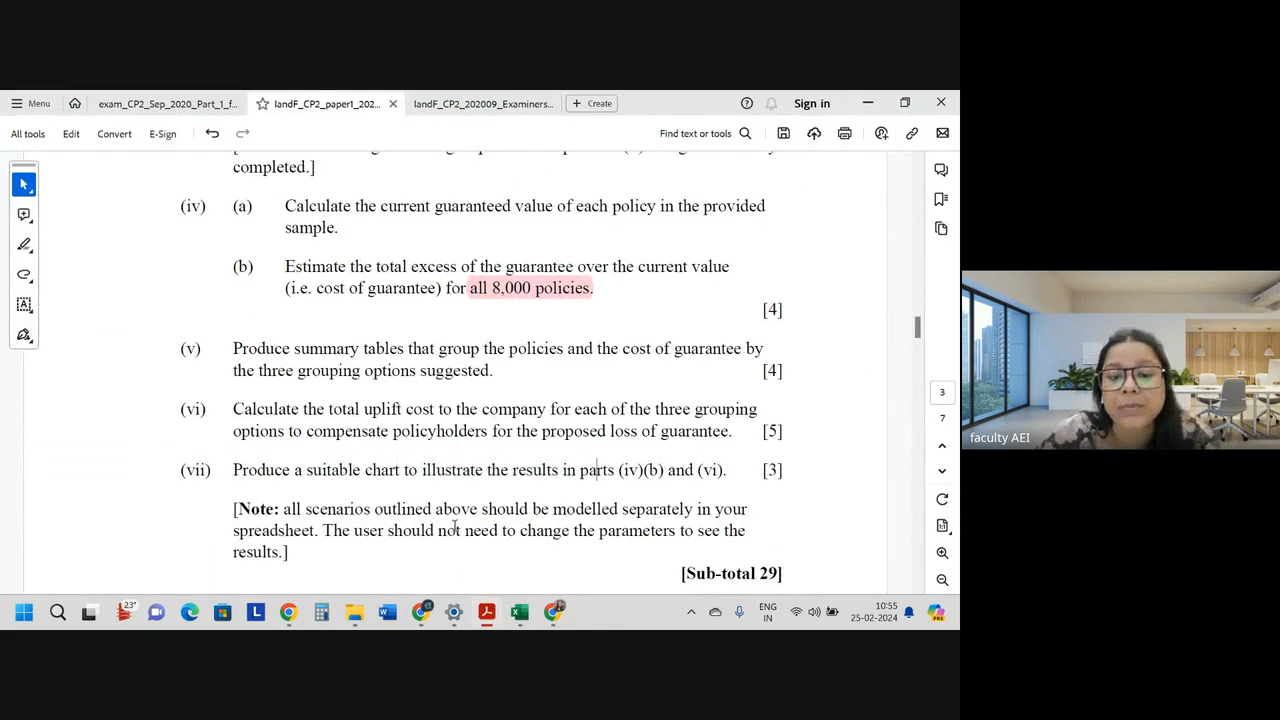 Menu
exam_CP2_Sep_2020_Part_1_f...
IandF_CP2_paper1_202...
IandF_CP2_202009_Examiners...
Create
Sign in
All tools
Edit
Convert
E-Sign
Find text or tools
completed.]
(iv) (a) Calculate the current guaranteed value of each policy in the provided
sample.
(b) Estimate the total excess of the guarantee over the current value
(i.e. cost of guarantee) for all 8,000 policies.
[4]
(v) Produce summary tables that group the policies and the cost of guarantee by
the three grouping options suggested. [4]
(vi) Calculate the total uplift cost to the company for each of the three grouping
options to compensate policyholders for the proposed loss of guarantee. [5]
(vii) Produce a suitable chart to illustrate the results in parts (iv)(b) and (vi). [3]
[Note: all scenarios outlined above should be modelled separately in your
spreadsheet. The user should not need to change the parameters to see the
results.]
[Sub-total 29]
3
7
faculty AEI
23°
L
ENG
IN
10:55
25-02-2024
PRE